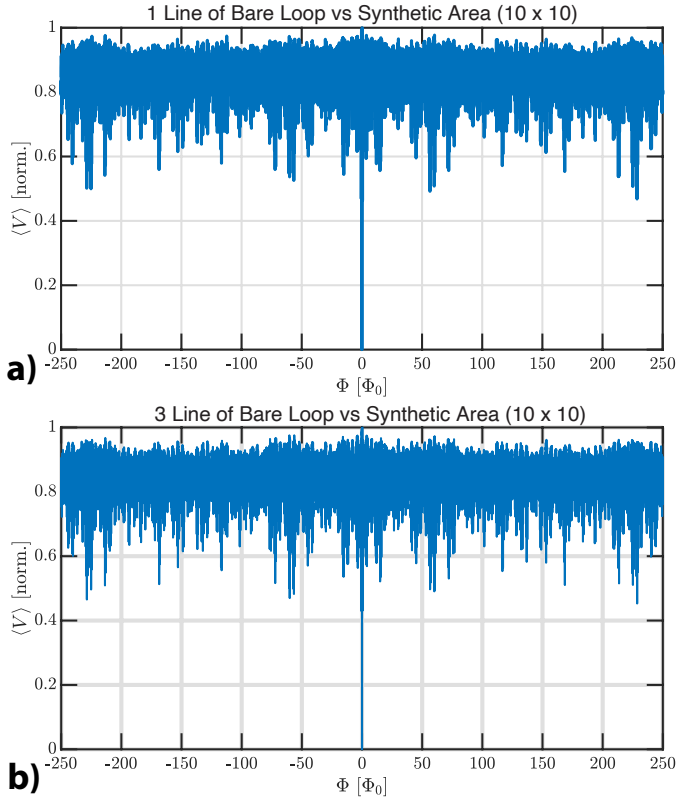 1 Line of Bare Loop vs Synthetic Area (10 x 10)
1
0.8
0.6
0.4
0.2
0
⟨V⟩ [norm.]
-250 -200 -150 -100 -50 0 50 100 150 200 250
Φ [Φ₀]
a)
3 Line of Bare Loop vs Synthetic Area (10 x 10)
1
0.8
0.6
0.4
0.2
0
⟨V⟩ [norm.]
-250 -200 -150 -100 -50 0 50 100 150 200 250
Φ [Φ₀]
b)